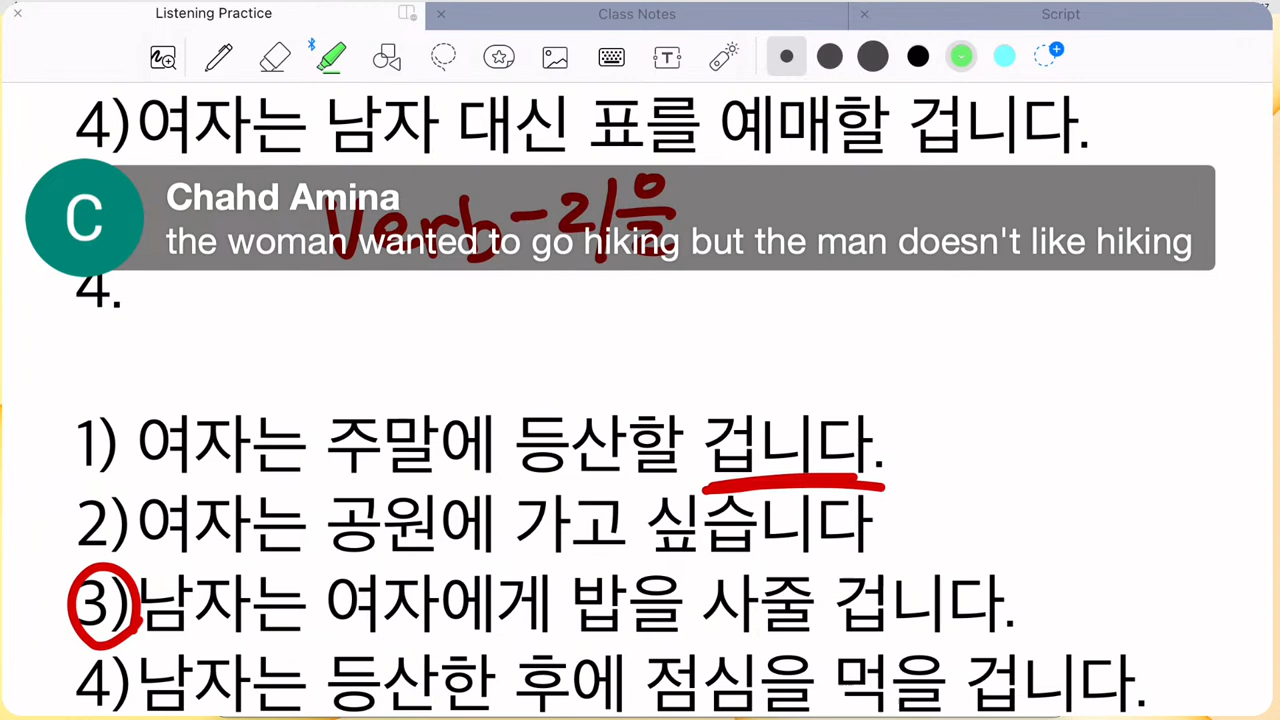 Listening Practice
Class Notes
Script
4)여자는 남자 대신 표를 예매할 겁니다.
Verb-ㄹ/을
C
Chahd Amina
the woman wanted to go hiking but the man doesn't like hiking
4.
1) 여자는 주말에 등산할 겁니다.
2)여자는 공원에 가고 싶습니다
3)남자는 여자에게 밥을 사줄 겁니다.
4)남자는 등산한 후에 점심을 먹을 겁니다.